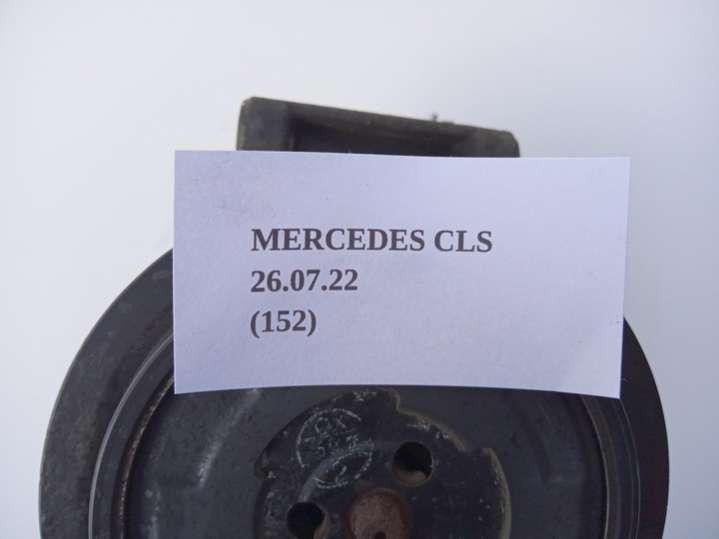 MERCEDES CLS
26.07.22
(152)